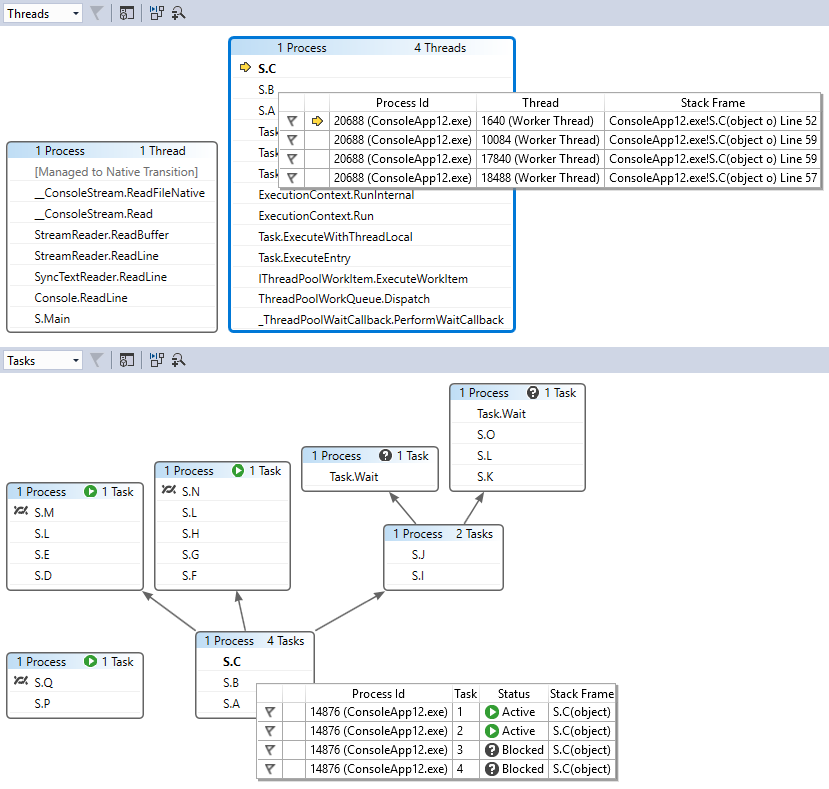 Threads
1 Process 4 Threads
S.C
S.B
S.A
Task
Task
Task
ExecutionContext.RunInternal
ExecutionContext.Run
Task.ExecuteWithThreadLocal
Task.ExecuteEntry
IThreadPoolWorkItem.ExecuteWorkItem
ThreadPoolWorkQueue.Dispatch
_ThreadPoolWaitCallback.PerformWaitCallback
Process Id Thread Stack Frame
20688 (ConsoleApp12.exe) 1640 (Worker Thread) ConsoleApp12.exe!S.C(object o) Line 52
20688 (ConsoleApp12.exe) 10084 (Worker Thread) ConsoleApp12.exe!S.C(object o) Line 59
20688 (ConsoleApp12.exe) 17840 (Worker Thread) ConsoleApp12.exe!S.C(object o) Line 59
20688 (ConsoleApp12.exe) 18488 (Worker Thread) ConsoleApp12.exe!S.C(object o) Line 57
1 Process 1 Thread
[Managed to Native Transition]
__ConsoleStream.ReadFileNative
__ConsoleStream.Read
StreamReader.ReadBuffer
StreamReader.ReadLine
SyncTextReader.ReadLine
Console.ReadLine
S.Main
Tasks
1 Process 1 Task
Task.Wait
S.O
S.L
S.K
1 Process 1 Task
Task.Wait
1 Process 1 Task
S.N
S.L
S.H
S.G
S.F
1 Process 1 Task
S.M
S.L
S.E
S.D
1 Process 2 Tasks
S.J
S.I
1 Process 4 Tasks
S.C
S.B
S.A
1 Process 1 Task
S.Q
S.P
Process Id Task Status Stack Frame
14876 (ConsoleApp12.exe) 1 Active S.C(object)
14876 (ConsoleApp12.exe) 2 Active S.C(object)
14876 (ConsoleApp12.exe) 3 Blocked S.C(object)
14876 (ConsoleApp12.exe) 4 Blocked S.C(object)